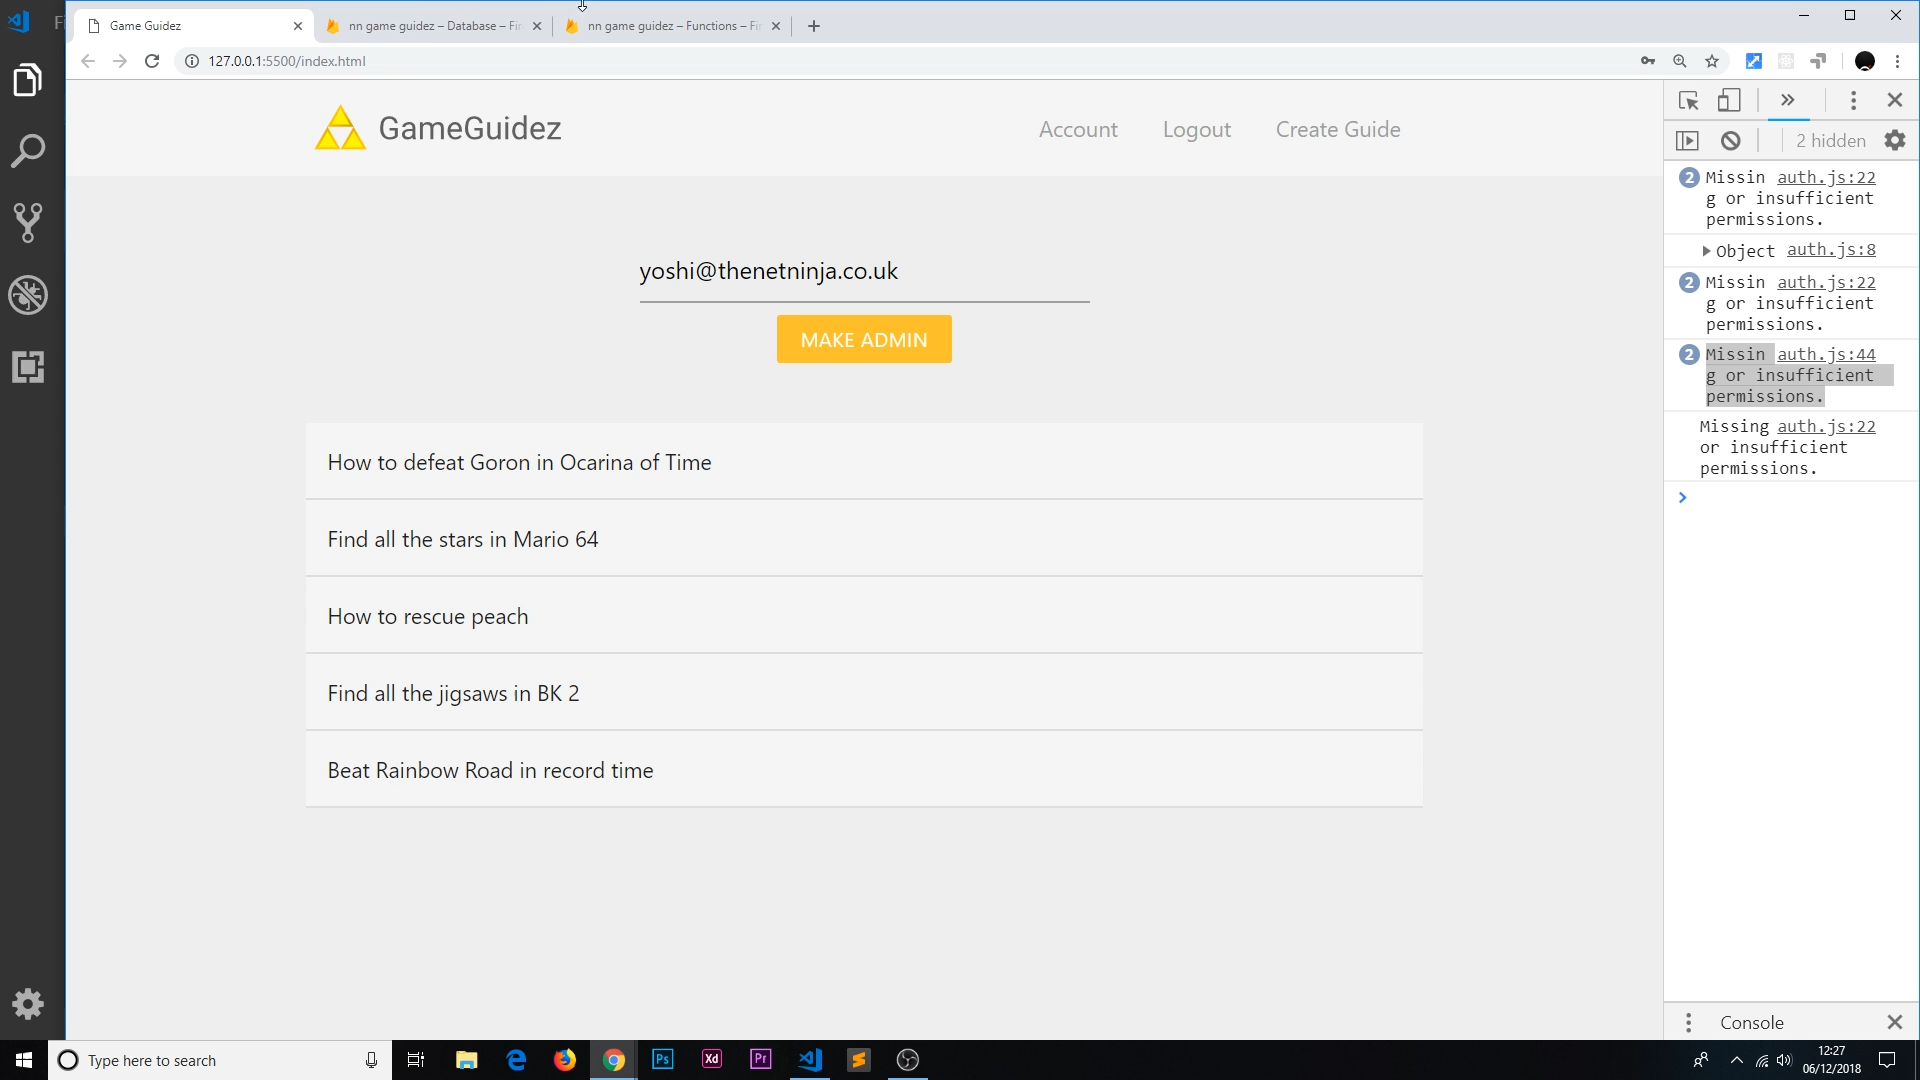 Fi
Game Guidez
nn game guidez – Database – Fir
nn game guidez – Functions – Fir
127.0.0.1:5500/index.html
GameGuidez
Account
Logout
Create Guide
yoshi@thenetninja.co.uk
MAKE ADMIN
How to defeat Goron in Ocarina of Time
Find all the stars in Mario 64
How to rescue peach
Find all the jigsaws in BK 2
Beat Rainbow Road in record time
2 hidden
2 Missin auth.js:22
g or insufficient
permissions.
Object auth.js:8
2 Missin auth.js:22
g or insufficient
permissions.
2 Missin auth.js:44
g or insufficient
permissions.
Missing auth.js:22
or insufficient
permissions.
Console
Type here to search
Ps
Xd
Pr
12:27
06/12/2018